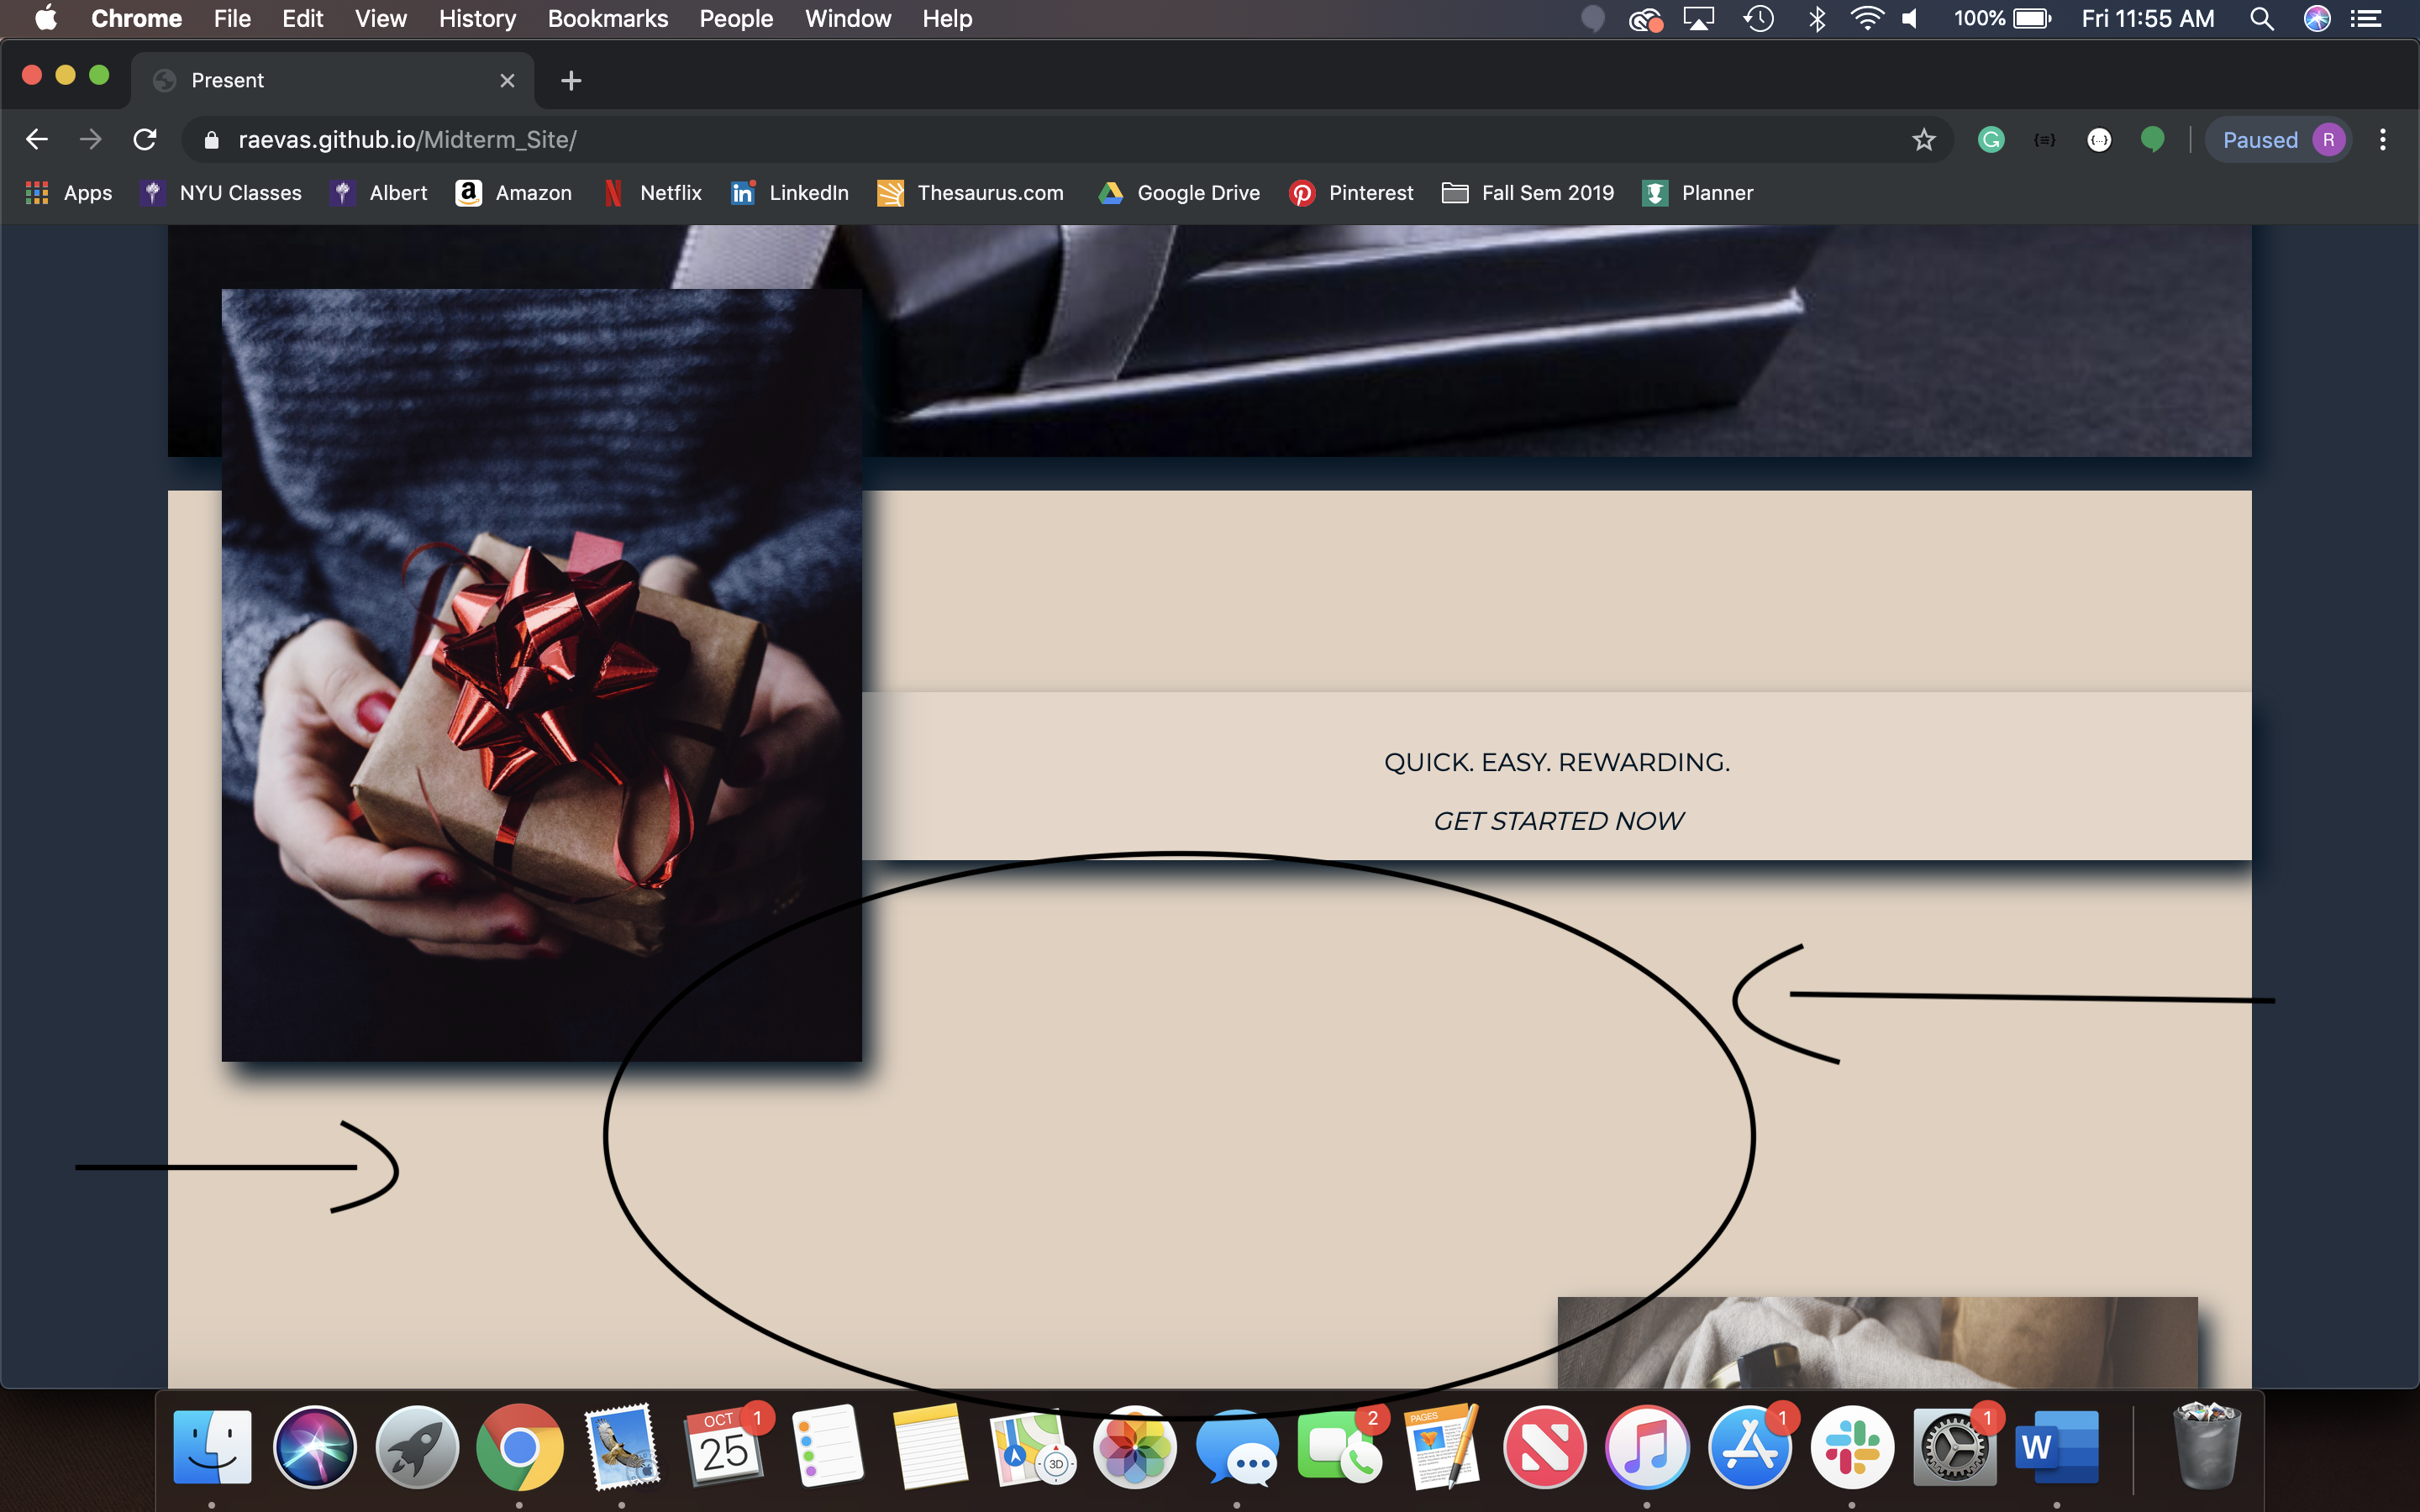 Chrome File Edit View History Bookmarks People Window Help 100% Fri 11:55 AM
Present
raevas.github.io/Midterm_Site/ Paused R
Apps NYU Classes Albert Amazon Netflix LinkedIn Thesaurus.com Google Drive Pinterest Fall Sem 2019 Planner
QUICK. EASY. REWARDING.
GET STARTED NOW
OCT 1 2 PAGES 1 1
25 3D W